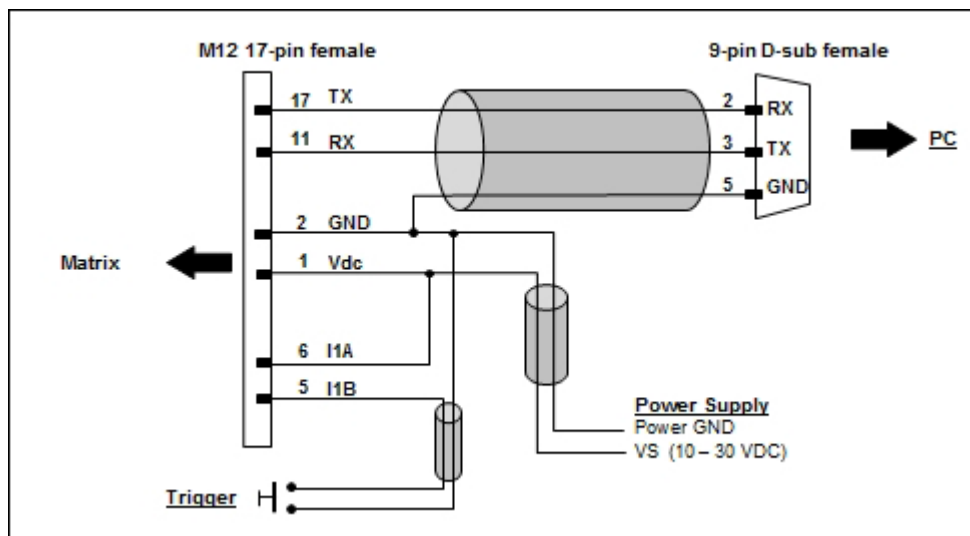 M12 17-pin female
9-pin D-sub female
17 TX
2 RX
11 RX
3 TX
PC
5 GND
2 GND
Matrix
1 Vdc
6 I1A
5 I1B
Power Supply
Power GND
VS (10 – 30 VDC)
Trigger